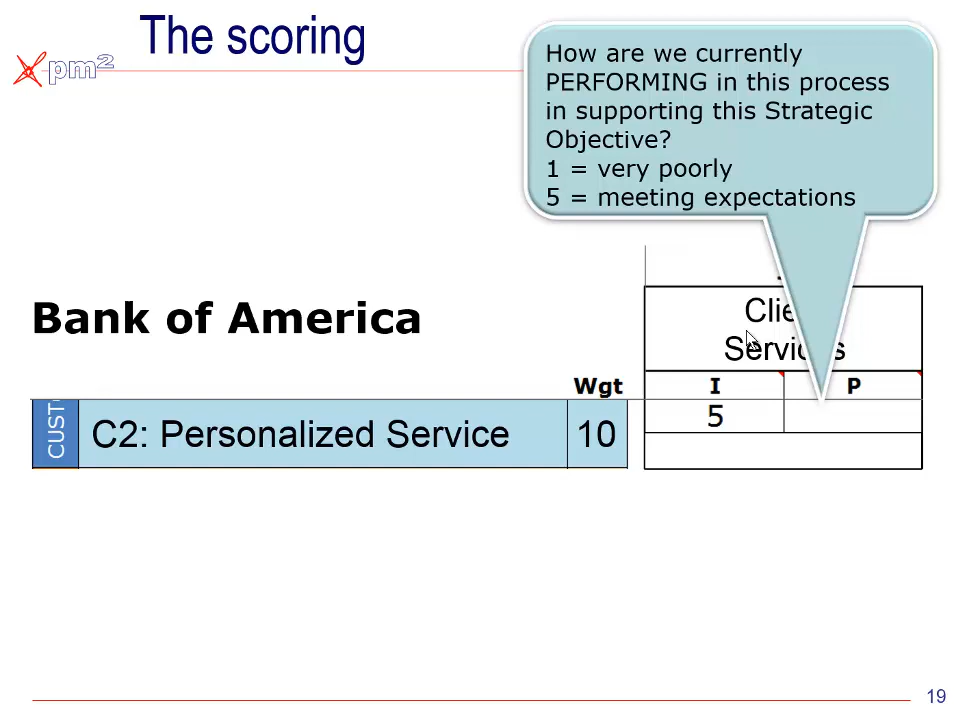 The scoring
pm2
How are we currently
PERFORMING in this process
in supporting this Strategic
Objective?
1 = very poorly
5 = meeting expectations
Bank of America
Services
Wgt
I
P
5
C2: Personalized Service
10
19